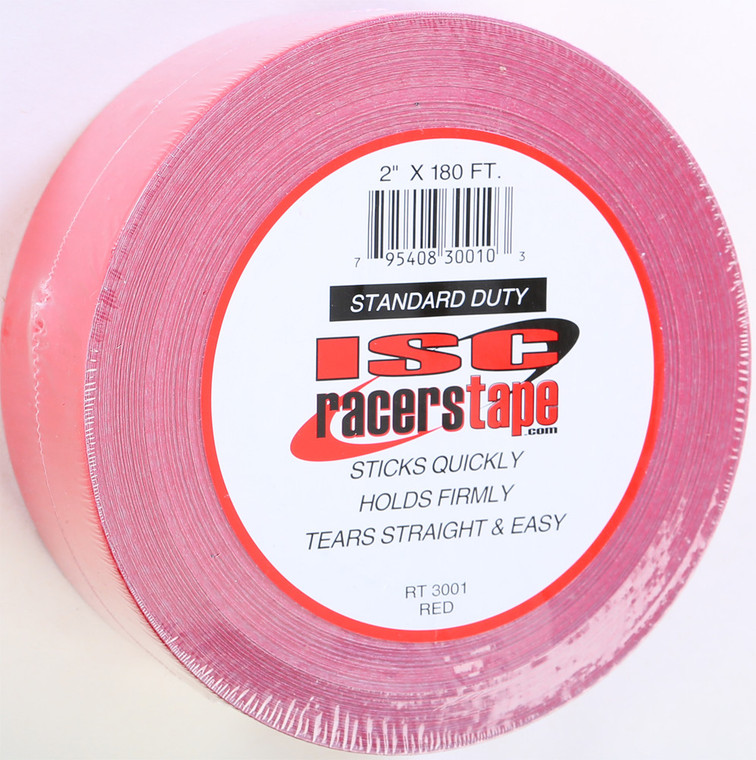 2" X 180 FT.
7 95408 30010 3
STANDARD DUTY
ISC
racerstape
.com
STICKS QUICKLY
HOLDS FIRMLY
TEARS STRAIGHT & EASY
RT 3001
RED